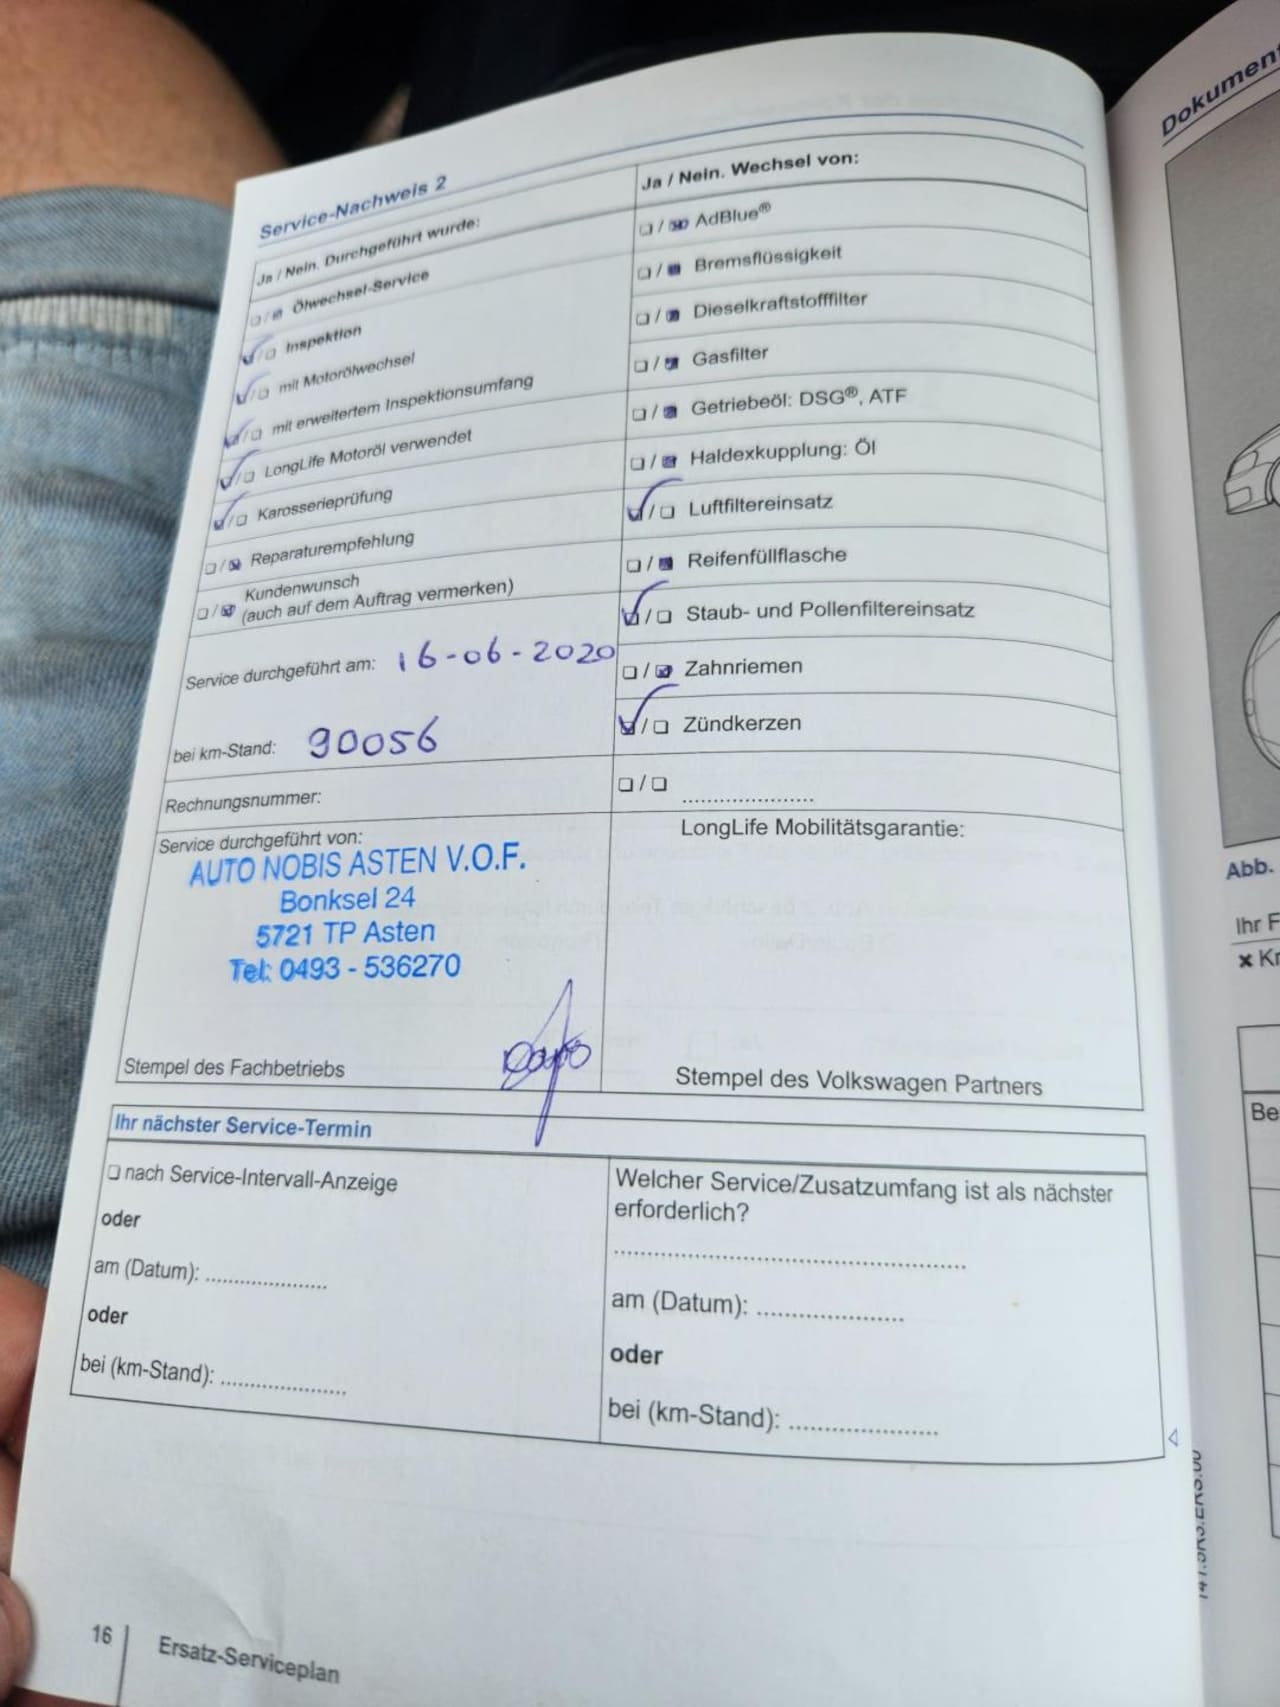 Service-Nachweis 2
Ja / Nein. Durchgeführt wurde:
❏ / ☒ Ölwechsel-Service
☑ / ❏ Inspektion
☑ / ❏ mit Motorölwechsel
☑ / ❏ mit erweitertem Inspektionsumfang
☑ / ❏ LongLife Motoröl verwendet
☑ / ❏ Karosserieprüfung
❏ / ☒ Reparaturempfehlung
❏ / ☒ Kundenwunsch
(auch auf dem Auftrag vermerken)
Service durchgeführt am: 16-06-2020
bei km-Stand: 90056
Rechnungsnummer:
Service durchgeführt von:
AUTO NOBIS ASTEN V.O.F.
Bonksel 24
5721 TP Asten
Tel: 0493 - 536270
Stempel des Fachbetriebs
Ja / Nein. Wechsel von:
❏ / ☒ AdBlue®
❏ / ☒ Bremsflüssigkeit
❏ / ☒ Dieselkraftstofffilter
❏ / ☒ Gasfilter
❏ / ☒ Getriebeöl: DSG®, ATF
❏ / ☒ Haldexkupplung: Öl
☑ / ❏ Luftfiltereinsatz
❏ / ☒ Reifenfüllflasche
☑ / ❏ Staub- und Pollenfiltereinsatz
❏ / ☒ Zahnriemen
☑ / ❏ Zündkerzen
❏ / ❏ ......................
LongLife Mobilitätsgarantie:
Stempel des Volkswagen Partners
Ihr nächster Service-Termin
❏ nach Service-Intervall-Anzeige
oder
am (Datum): ....................
oder
bei (km-Stand): ....................
Welcher Service/Zusatzumfang ist als nächster
erforderlich?
......................................................
am (Datum): ......................
oder
bei (km-Stand): ......................
16
Ersatz-Serviceplan
Dokument
Abb.
Ihr F
× Kr
Be